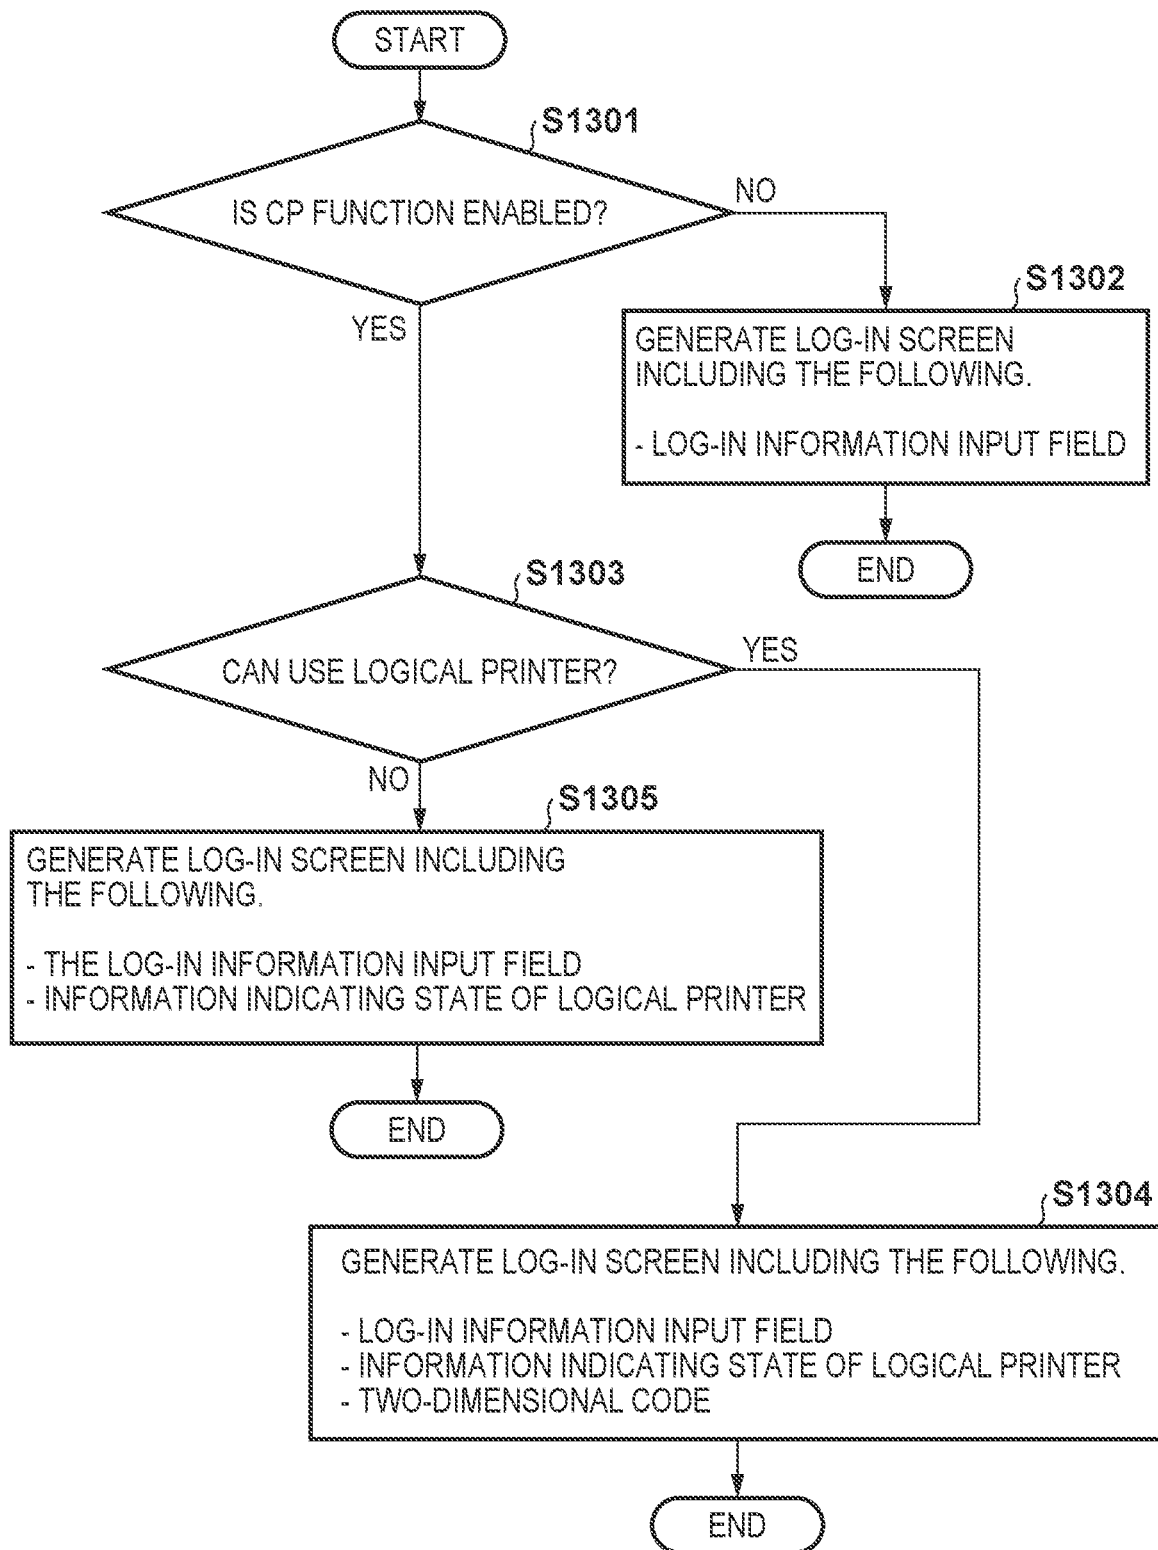 START
S1301
IS CP FUNCTION ENABLED?
NO
YES
S1302
GENERATE LOG-IN SCREEN
INCLUDING THE FOLLOWING.
- LOG-IN INFORMATION INPUT FIELD
END
S1303
CAN USE LOGICAL PRINTER?
YES
NO
S1305
GENERATE LOG-IN SCREEN INCLUDING
THE FOLLOWING.
- THE LOG-IN INFORMATION INPUT FIELD
- INFORMATION INDICATING STATE OF LOGICAL PRINTER
END
S1304
GENERATE LOG-IN SCREEN INCLUDING THE FOLLOWING.
- LOG-IN INFORMATION INPUT FIELD
- INFORMATION INDICATING STATE OF LOGICAL PRINTER
- TWO-DIMENSIONAL CODE
END